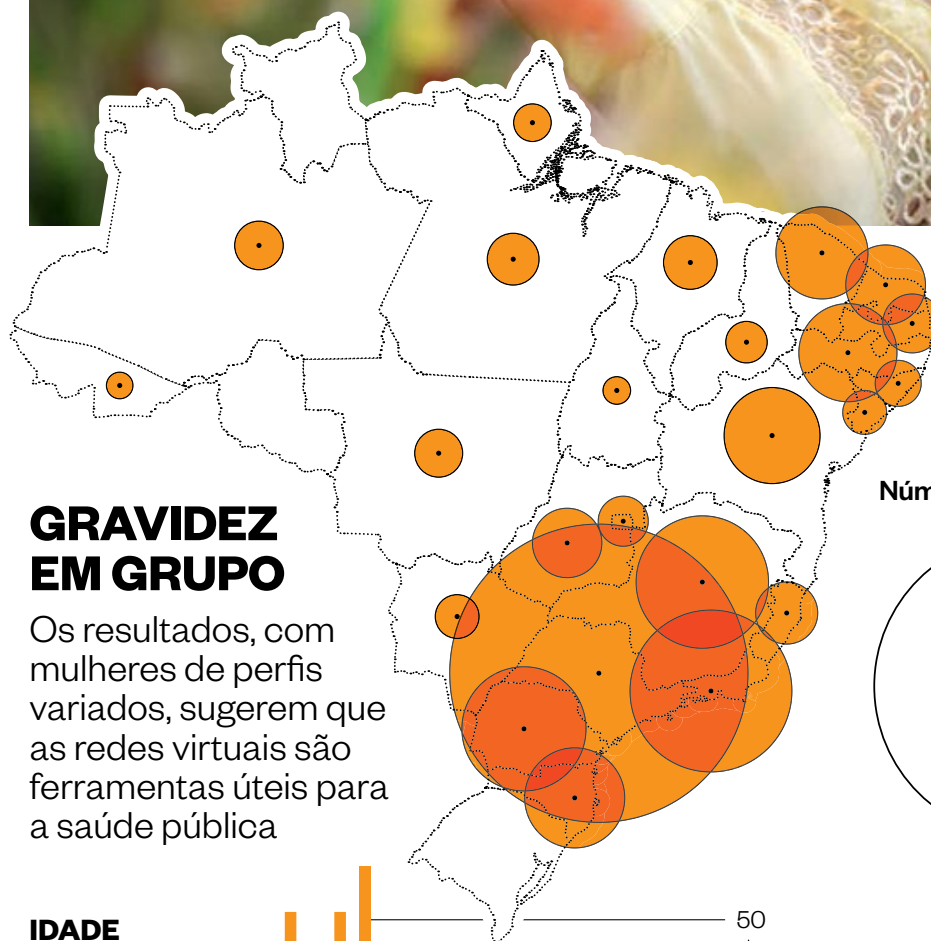 Núm
GRAVIDEZ
EM GRUPO
Os resultados, com
mulheres de perfis
variados, sugerem que
as redes virtuais são
ferramentas úteis para
a saúde pública
IDADE
50